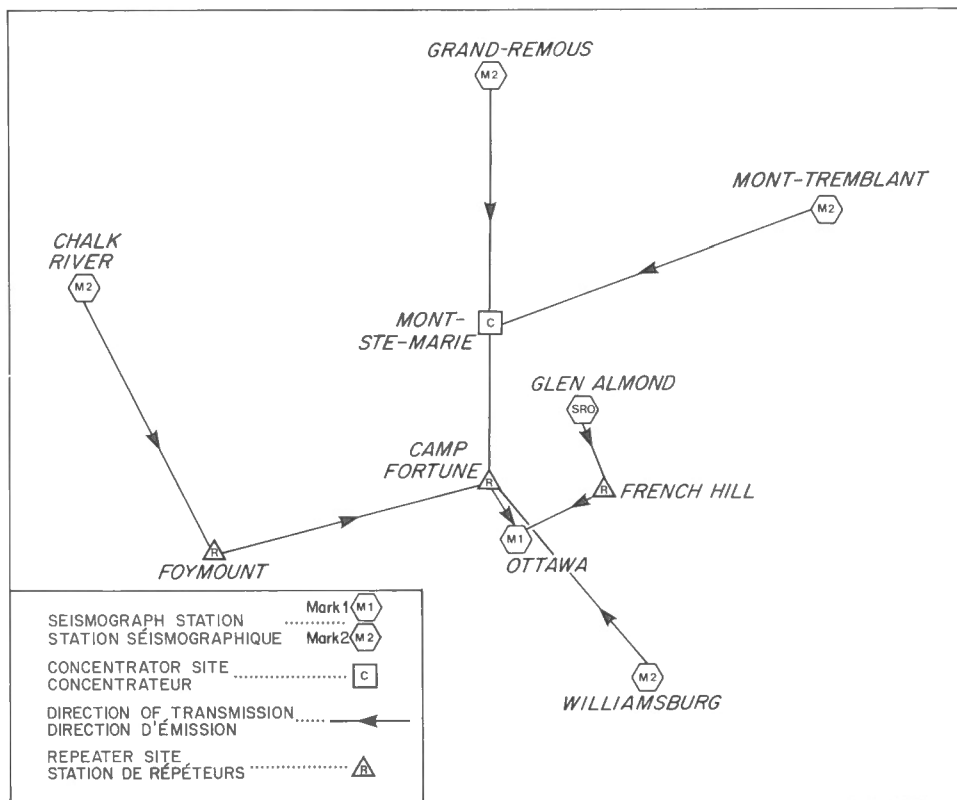 GRAND-REMOUS
M2
MONT-TREMBLANT
M2
CHALK
RIVER
M2
MONT-
STE-MARIE
C
GLEN ALMOND
SRO
CAMP
FORTUNE
R
R
FRENCH HILL
M1
OTTAWA
R
FOYMOUNT
M2
WILLIAMSBURG
SEISMOGRAPH STATION ........ Mark1 M1
STATION SÉISMOGRAPHIQUE Mark2 M2
CONCENTRATOR SITE
CONCENTRATEUR ........ C
DIRECTION OF TRANSMISSION ......
DIRECTION D'ÉMISSION
REPEATER SITE
STATION DE RÉPÉTEURS ........ R